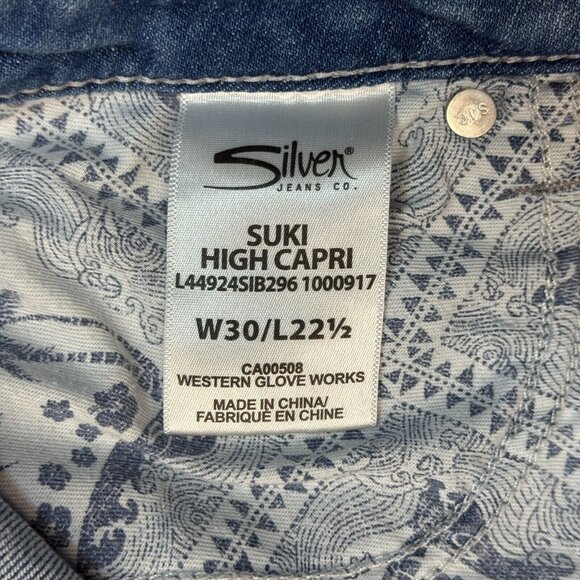 Silver®
JEANS CO.
SUKI
HIGH CAPRI
L44924SIB296 1000917
W30/L22½
CA00508
WESTERN GLOVE WORKS
MADE IN CHINA/
FABRIQUÉ EN CHINE